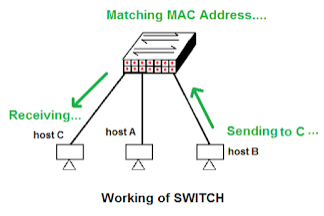 Matching MAC Address....
Receiving...
host C
host A
Sending to C ...
host B
Working of SWITCH